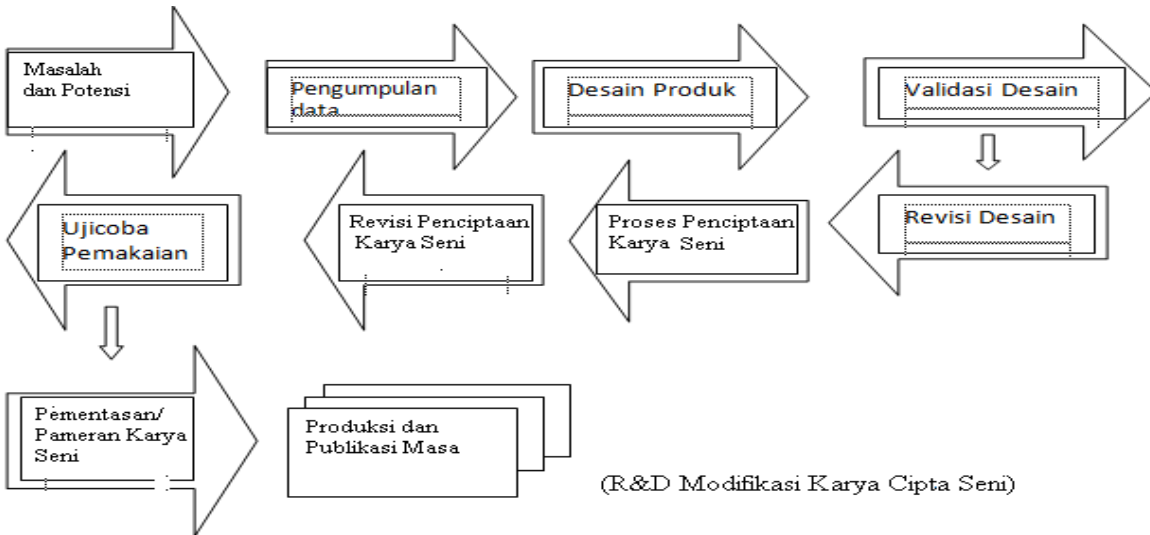 Masalah
dan Potensi
Pengumpulan
data
Desain Produk
Validasi Desain
Revisi Desain
Proses Penciptaan
Karya Seni
Revisi Penciptaan
Karya Seni
Ujicoba
Pemakaian
Pementasan/
Pameran Karya
Seni
Produksi dan
Publikasi Masa
(R&D Modifikasi Karya Cipta Seni)